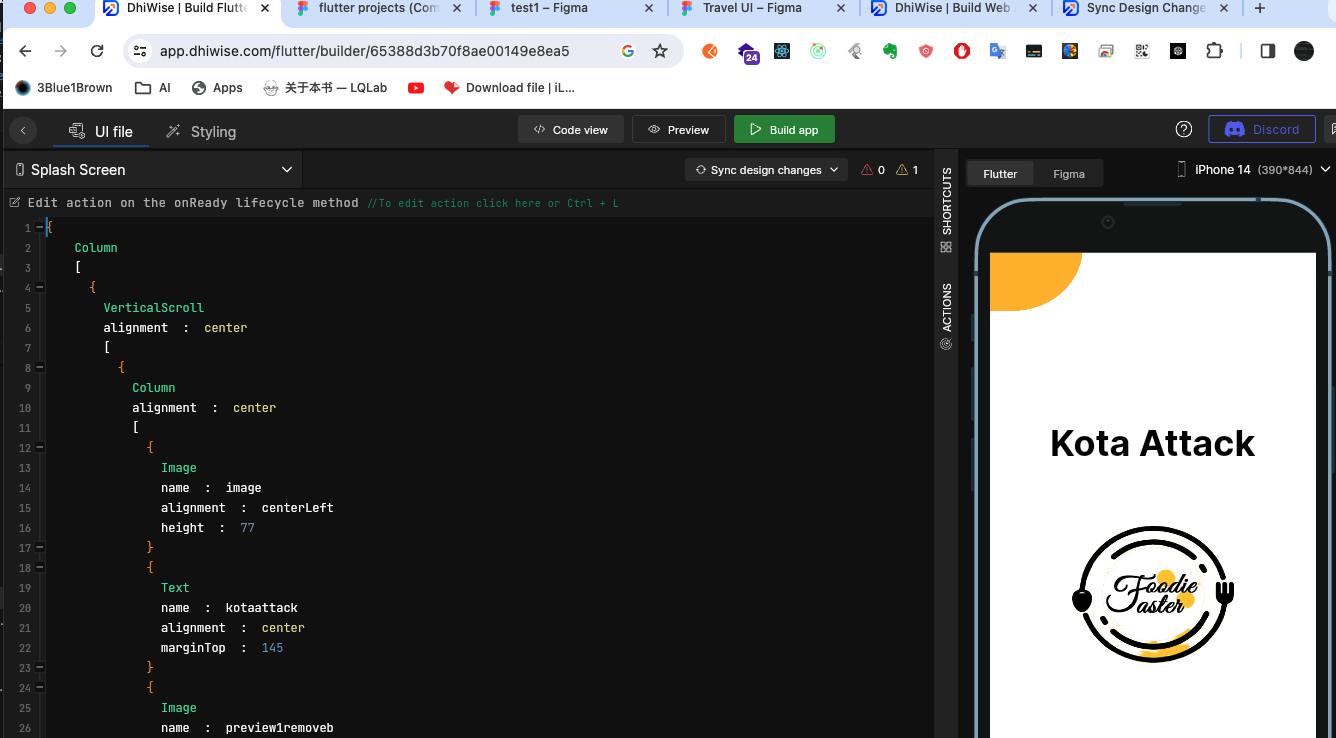 DhiWise | Build Flutte
flutter projects (Com
test1 – Figma
Travel UI – Figma
DhiWise | Build Web
Sync Design Change
app.dhiwise.com/flutter/builder/65388d3b70f8ae00149e8ea5
24
3Blue1Brown
AI
Apps
关于本书 — LQLab
Download file | iL...
UI file
Styling
Code view
Preview
Build app
Discord
Splash Screen
Sync design changes
0
1
Flutter
Figma
iPhone 14 (390*844)
Edit action on the onReady lifecycle method //To edit action click here or Ctrl + L
SHORTCUTS
ACTIONS
1 {
2 Column
3 [
4 {
5 VerticalScroll
6 alignment : center
7 [
8 {
9 Column
10 alignment : center
11 [
12 {
13 Image
14 name : image
15 alignment : centerLeft
16 height : 77
17 }
18 {
19 Text
20 name : kotaattack
21 alignment : center
22 marginTop : 145
23 }
24 {
25 Image
26 name : preview1removeb
Kota Attack
Foodie
Taster